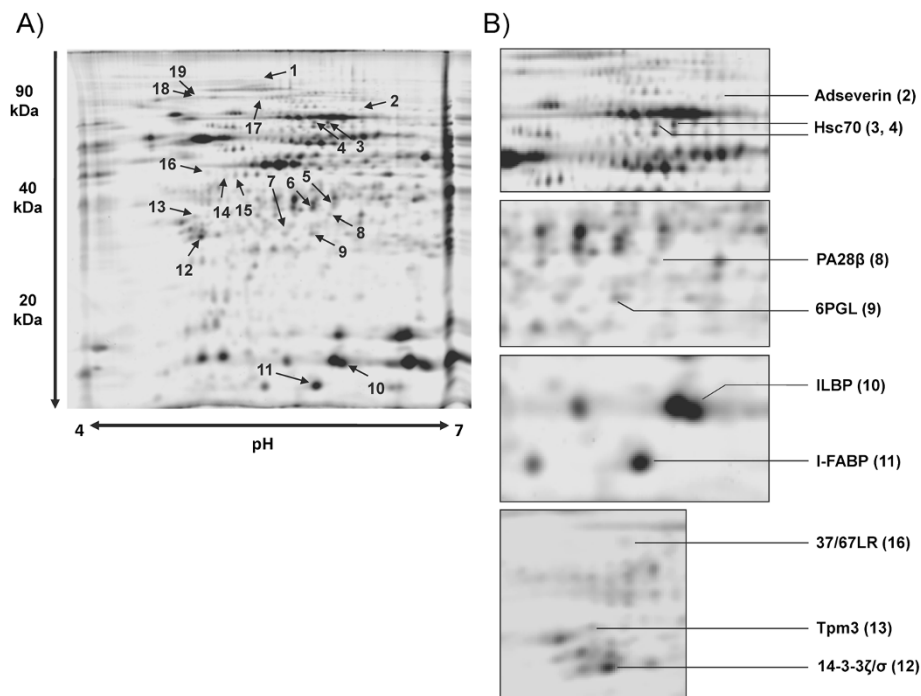 A)
B)
90
kDa
40
kDa
20
kDa
19
18
1
2
17
4
3
16
14
15
7
6
5
13
8
9
12
11
10
4
pH
7
Adseverin (2)
Hsc70 (3, 4)
PA28β (8)
6PGL (9)
ILBP (10)
I-FABP (11)
37/67LR (16)
Tpm3 (13)
14-3-3ζ/σ (12)